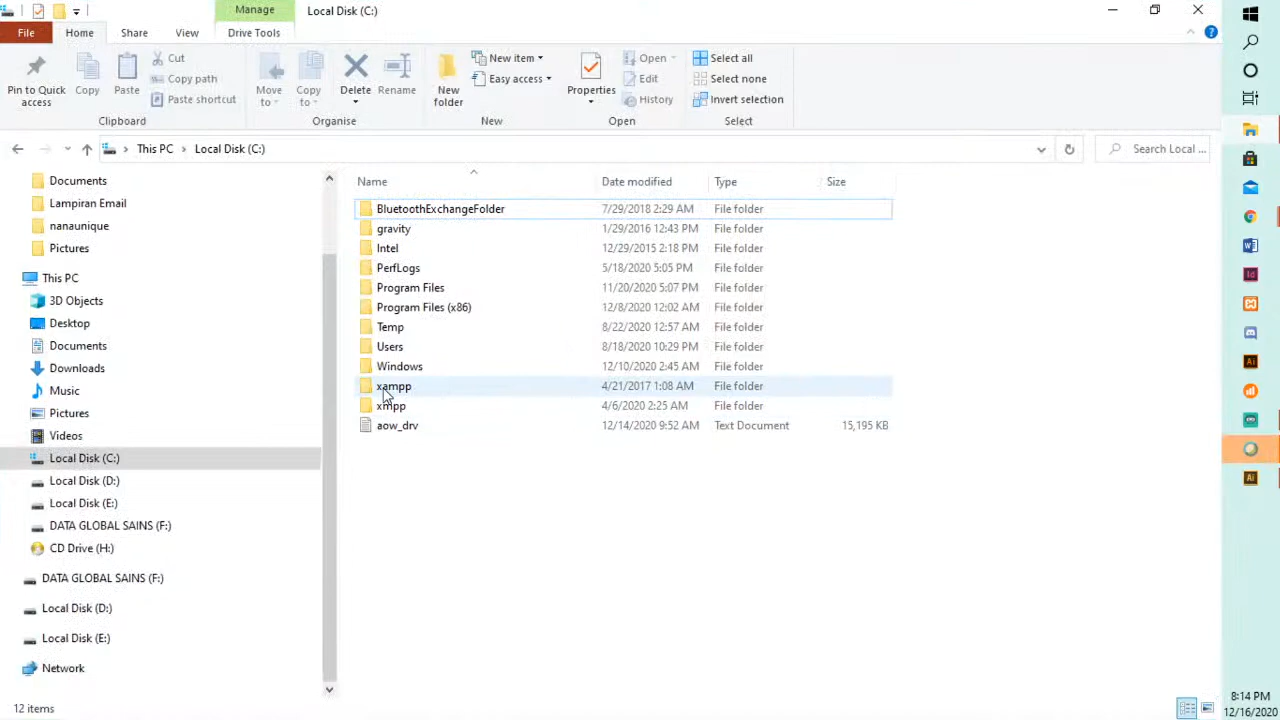 Manage
Local Disk (C:)
File
Home
Share
View
Drive Tools
Pin to Quick
access
Copy
Paste
Cut
Copy path
Paste shortcut
Clipboard
Move
to
Copy
to
Delete
Rename
Organise
New
folder
New item
Easy access
New
Properties
Open
Edit
History
Open
Select all
Select none
Invert selection
Select
This PC
Local Disk (C:)
Search Local ...
Documents
Lampiran Email
nanaunique
Pictures
This PC
3D Objects
Desktop
Documents
Downloads
Music
Pictures
Videos
Local Disk (C:)
Local Disk (D:)
Local Disk (E:)
DATA GLOBAL SAINS (F:)
CD Drive (H:)
DATA GLOBAL SAINS (F:)
Local Disk (D:)
Local Disk (E:)
Network
Name Date modified Type Size
BluetoothExchangeFolder 7/29/2018 2:29 AM File folder
gravity 1/29/2016 12:43 PM File folder
Intel 12/29/2015 2:18 PM File folder
PerfLogs 5/18/2020 5:05 PM File folder
Program Files 11/20/2020 5:07 PM File folder
Program Files (x86) 12/8/2020 12:02 AM File folder
Temp 8/22/2020 12:57 AM File folder
Users 8/18/2020 10:29 PM File folder
Windows 12/10/2020 2:45 AM File folder
xampp 4/21/2017 1:08 AM File folder
xmpp 4/6/2020 2:25 AM File folder
aow_drv 12/14/2020 9:52 AM Text Document 15,195 KB
12 items
Id
Ai
Ai
8:14 PM
12/16/2020